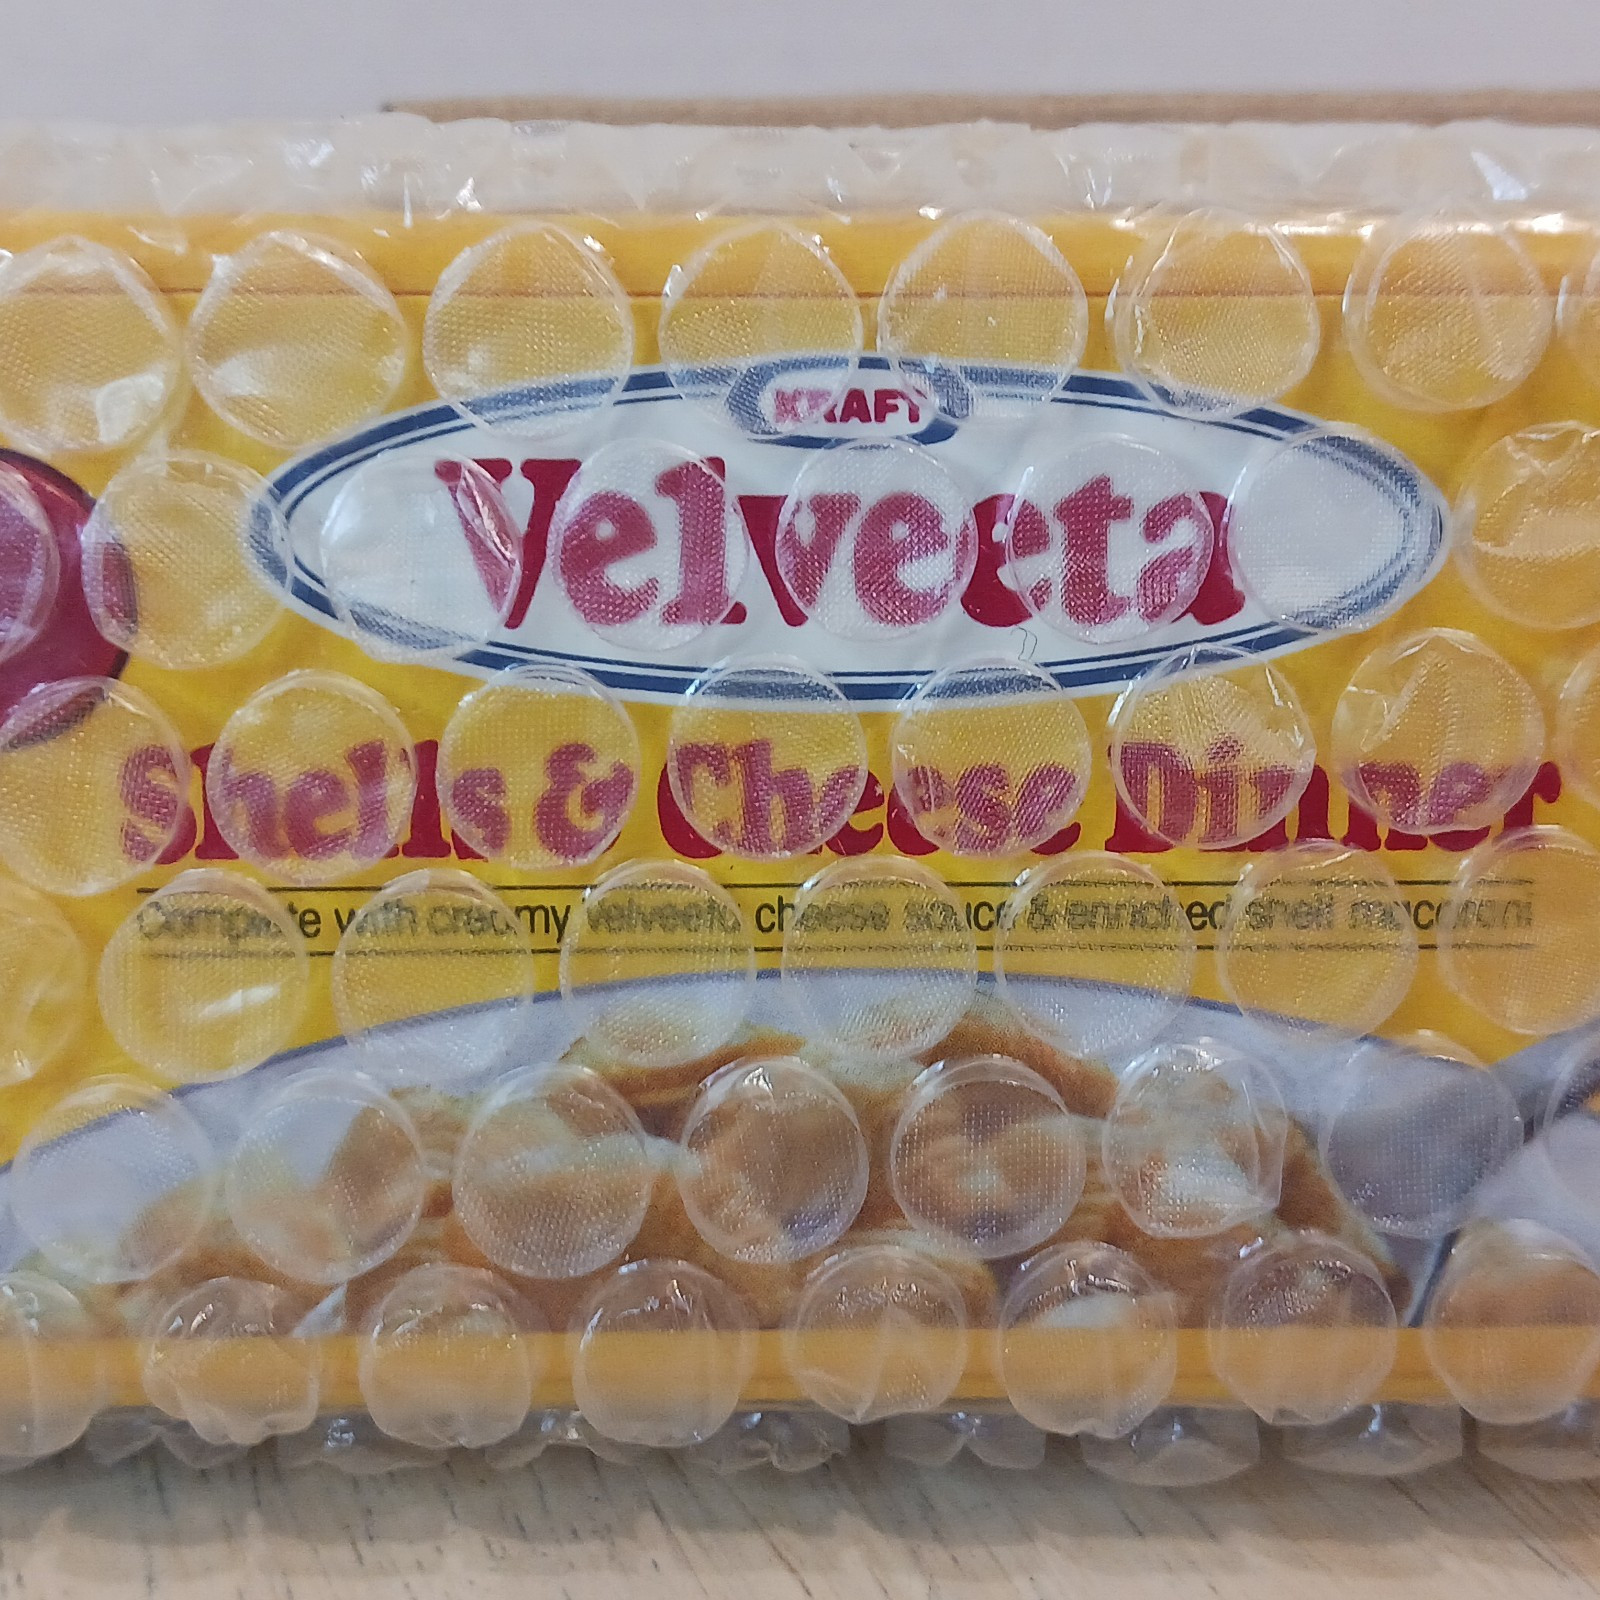 KRAFT
Velveeta
Shells & Cheese Dinner
Complete with creamy Velveeta cheese sauce & enriched shell macaroni